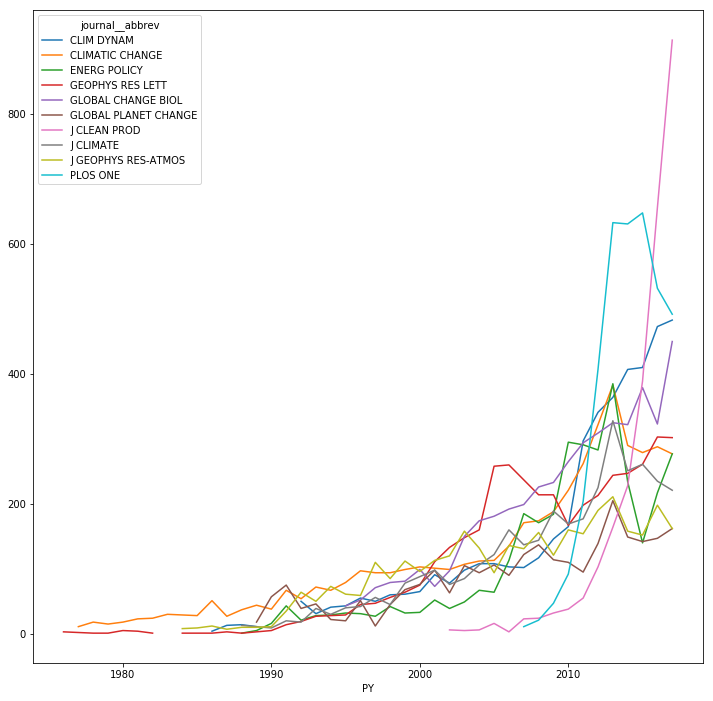 journal__abbrev
CLIM DYNAM
CLIMATIC CHANGE
ENERG POLICY
GEOPHYS RES LETT
GLOBAL CHANGE BIOL
GLOBAL PLANET CHANGE
J CLEAN PROD
J CLIMATE
J GEOPHYS RES-ATMOS
PLOS ONE
800
600
400
200
0
1980 1990 2000 2010
PY